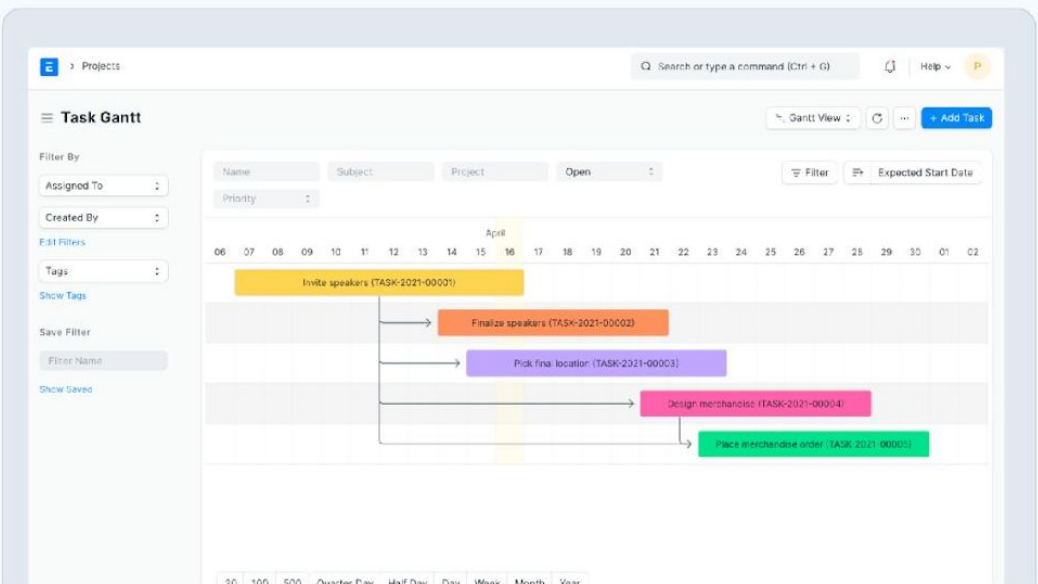 E > Projects
Search or type a command (Ctrl + G)
Help
P
Task Gantt
Gantt View
...
+ Add Task
Filter By
Assigned To
Created By
Edit Filters
Tags
Show Tags
Save Filter
Filter Name
Show Saved
Name Subject Project Open
Filter Expected Start Date
Priority
April
06 07 08 09 10 11 12 13 14 15 16 17 18 19 20 21 22 23 24 25 26 27 28 29 30 01 02
Invite speakers (TASK-2021-00001)
Finalize speakers (TASK-2021-00002)
Pick final location (TASK-2021-00003)
Design merchandise (TASK-2021-00004)
Place merchandise order (TASK-2021-00005)
20 100 500 Quarter Day Half Day Day Week Month Year